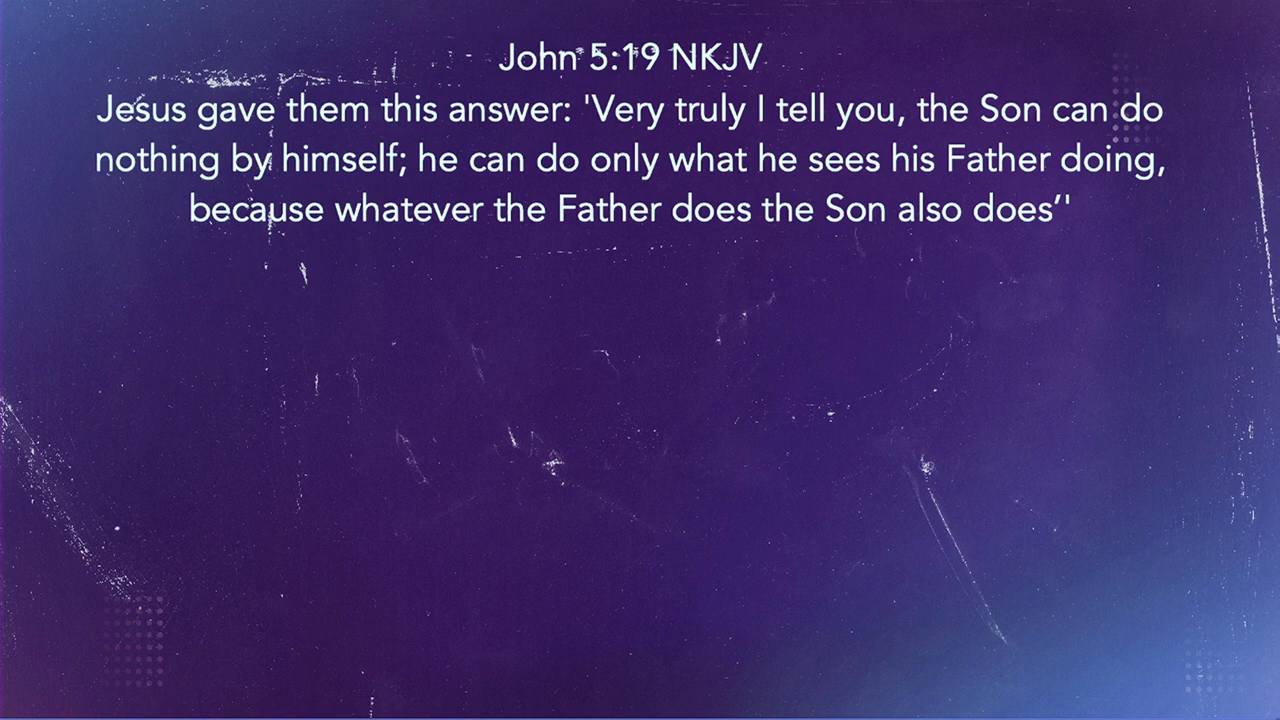 John 5:19 NKJV
Jesus gave them this answer: 'Very truly I tell you, the Son can do
nothing by himself; he can do only what he sees his Father doing,
because whatever the Father does the Son also does’'